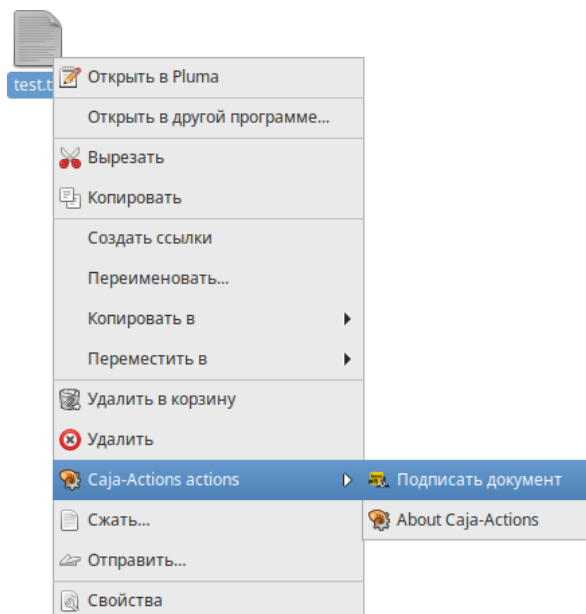 test.t
Открыть в Pluma
Открыть в другой программе...
Вырезать
Копировать
Создать ссылки
Переименовать...
Копировать в
Переместить в
Удалить в корзину
Удалить
Caja-Actions actions
Подписать документ
About Caja-Actions
Сжать...
Отправить...
Свойства